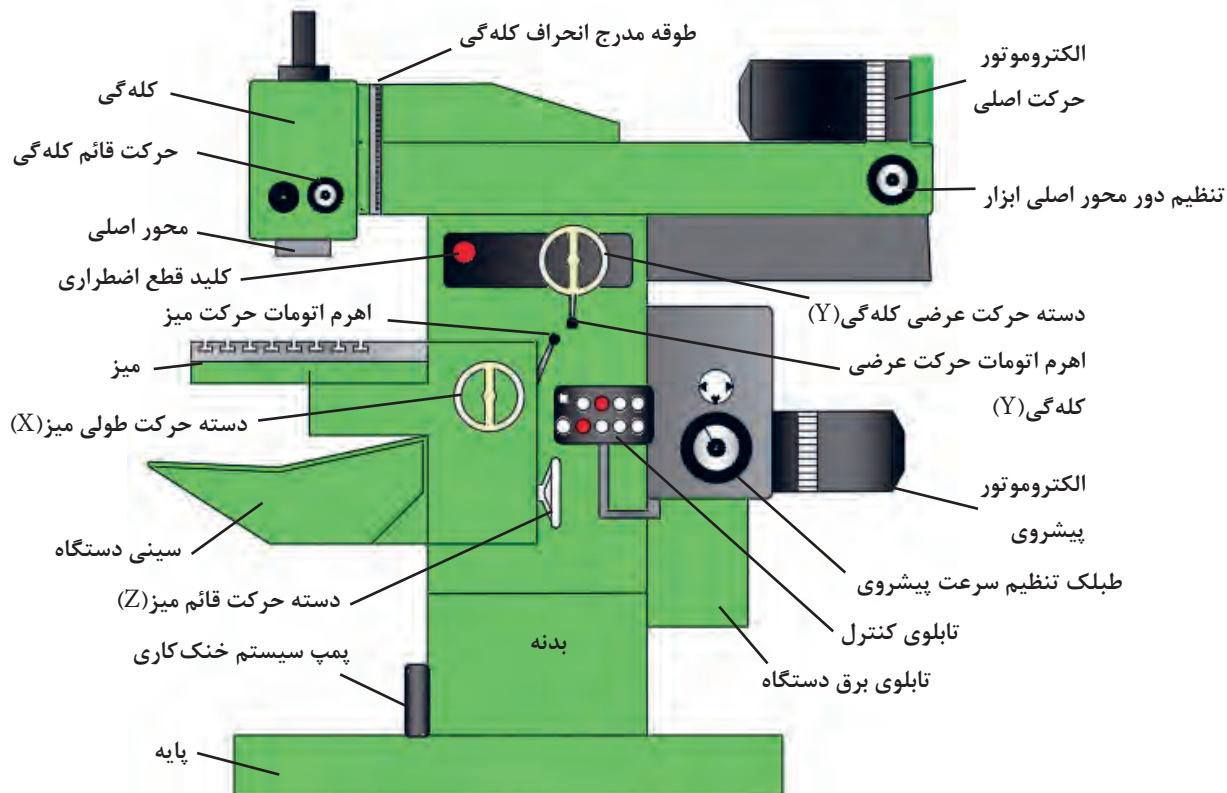 طوقه مدرج انحراف کله‌گی
الکتروموتور
حرکت اصلی
کله‌گی
حرکت قائم کله‌گی
تنظیم دور محور اصلی ابزار
محور اصلی
کلید قطع اضطراری
دسته حرکت عرضی کله‌گی(Y)
اهرم اتومات حرکت میز
اهرم اتومات حرکت عرضی
کله‌گی(Y)
میز
دسته حرکت طولی میز(X)
الکتروموتور
پیشروی
سینی دستگاه
طبلک تنظیم سرعت پیشروی
دسته حرکت قائم میز(Z)
تابلوی کنترل
بدنه
پمپ سیستم خنک‌کاری
تابلوی برق دستگاه
پایه